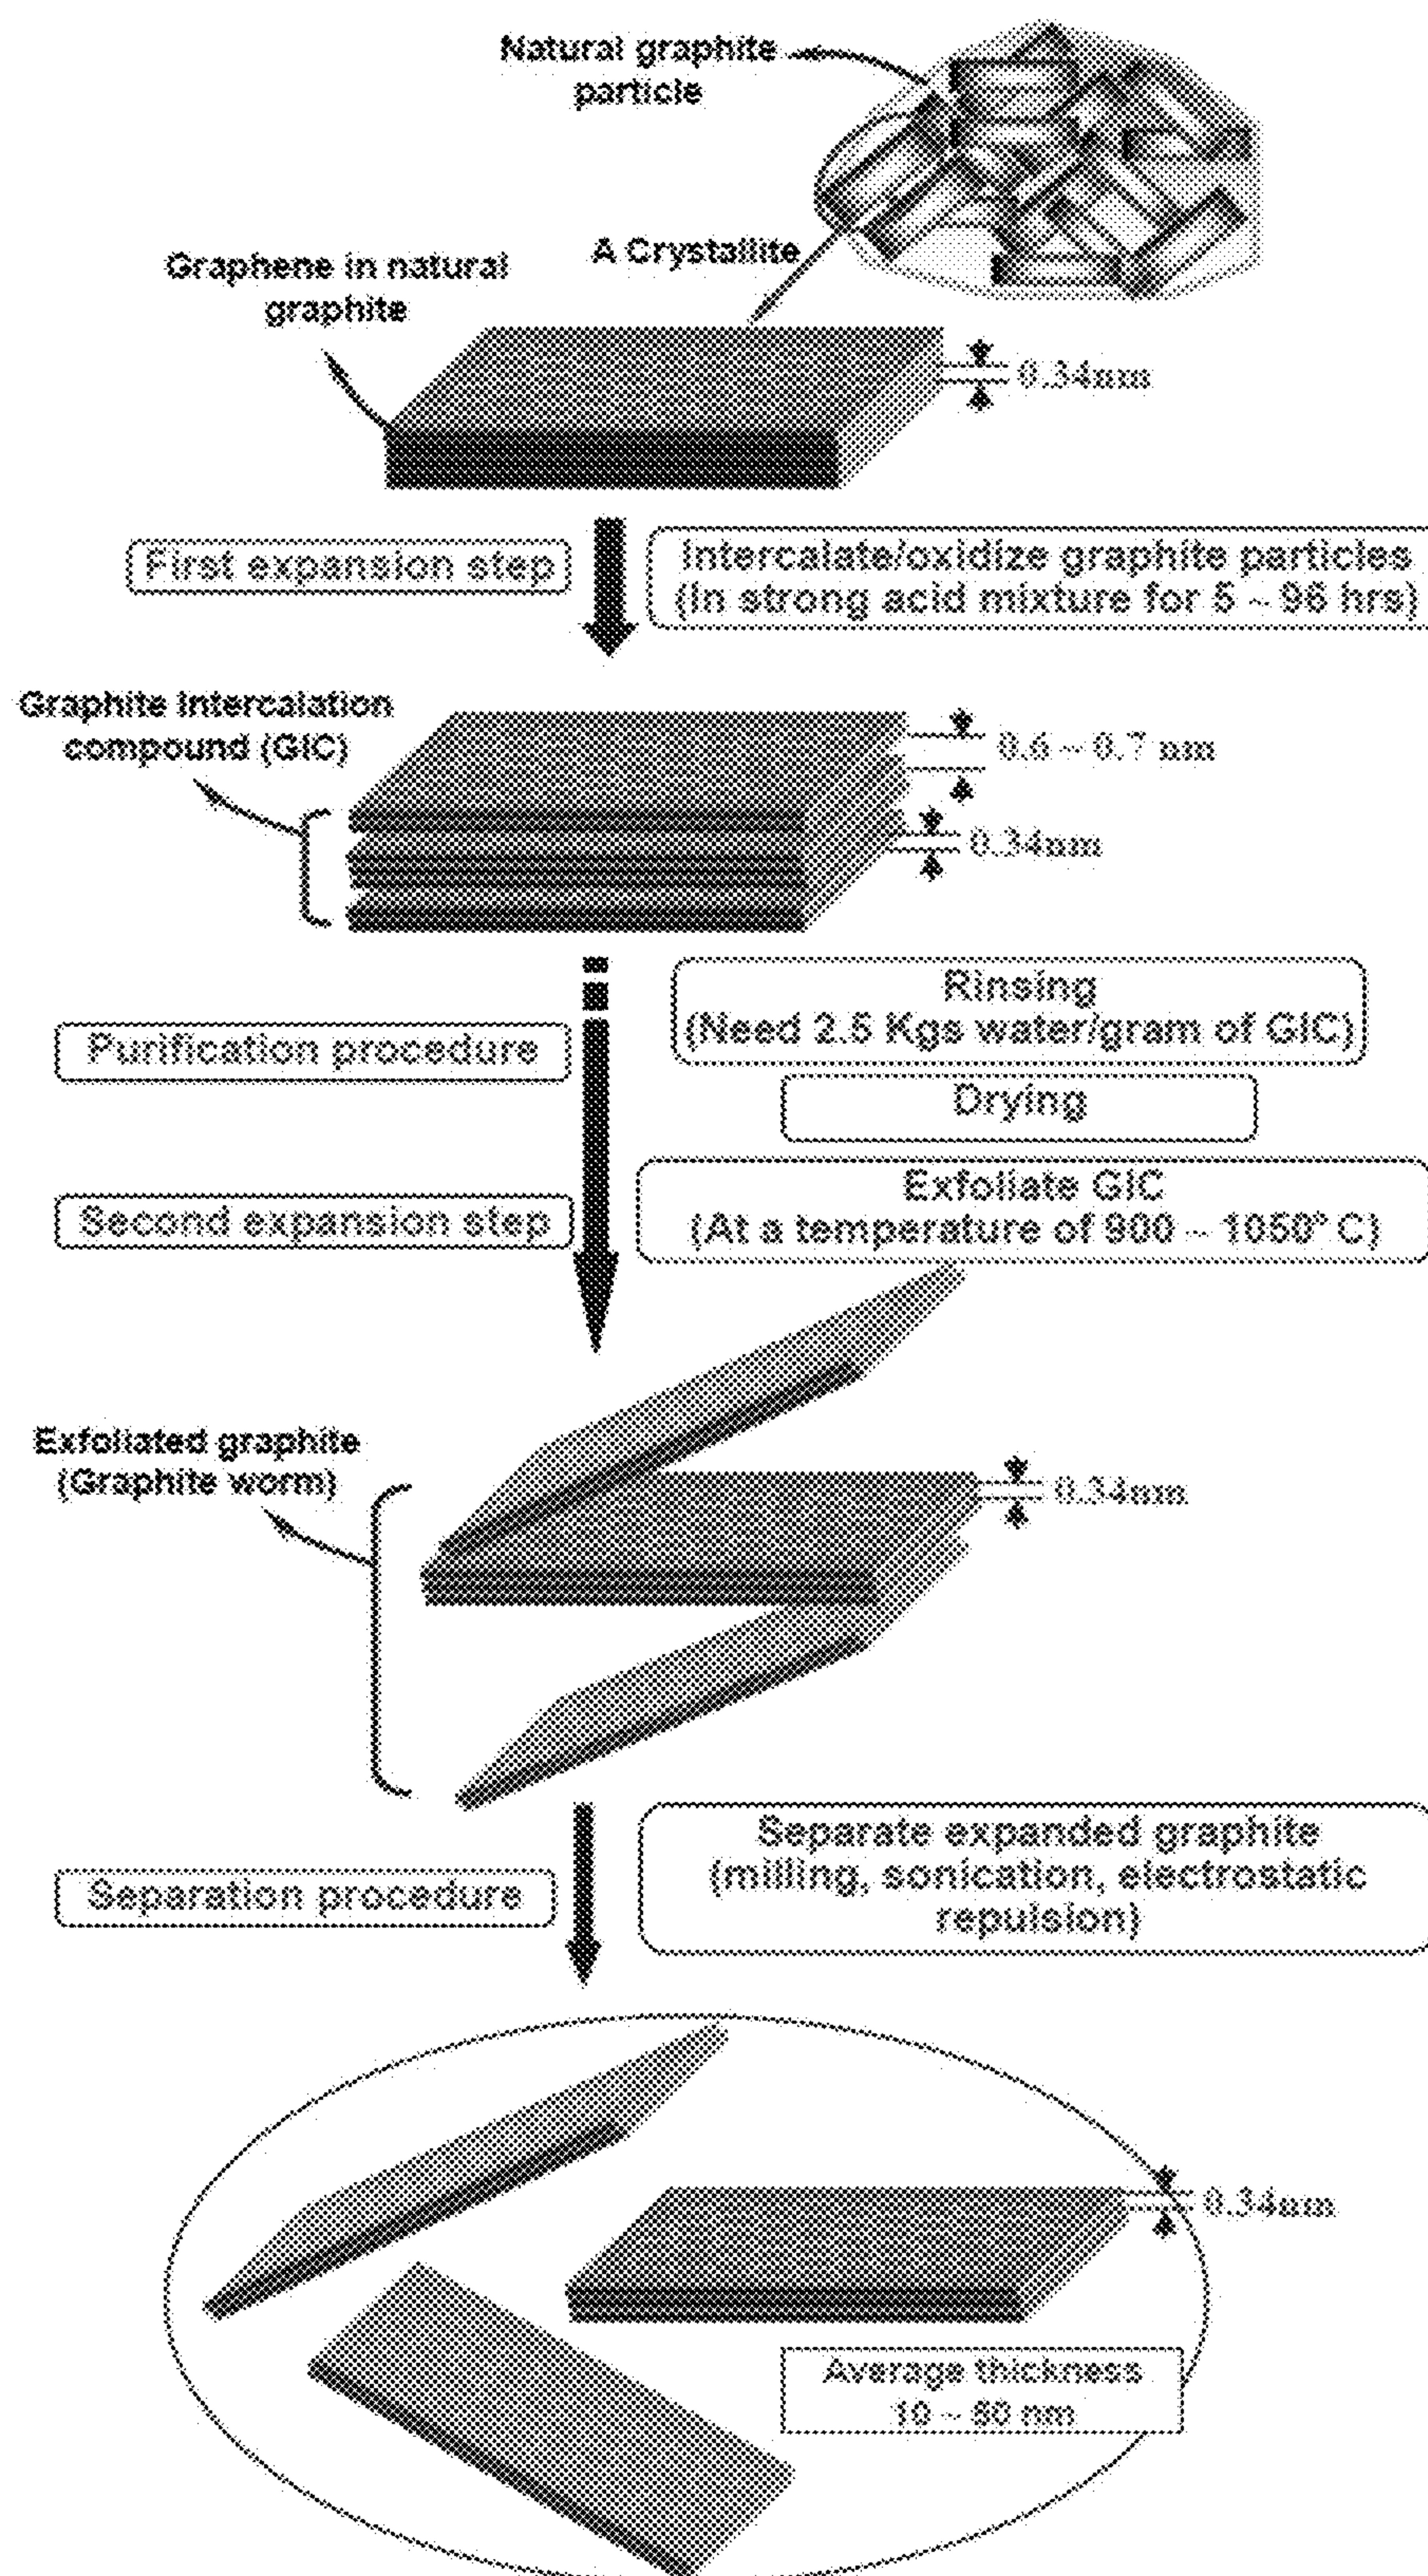 Natural graphite
particle
A Crystallite
Graphene in natural
graphite
0.34nm
First expansion step
Intercalate/oxidize graphite particles
(In strong acid mixture for 5 ~ 96 hrs)
Graphite Intercalation
compound (GIC)
0.6 ~ 0.7 nm
0.34nm
Rinsing
(Need 2.5 Kgs water/gram of GIC)
Purification procedure
Drying
Exfoliate GIC
(At a temperature of 900 ~ 1050° C)
Second expansion step
Exfoliated graphite
(Graphite worm)
0.34nm
Separate expanded graphite
(milling, sonication, electrostatic
repulsion)
Separation procedure
0.34nm
Average thickness
10 ~ 80 nm